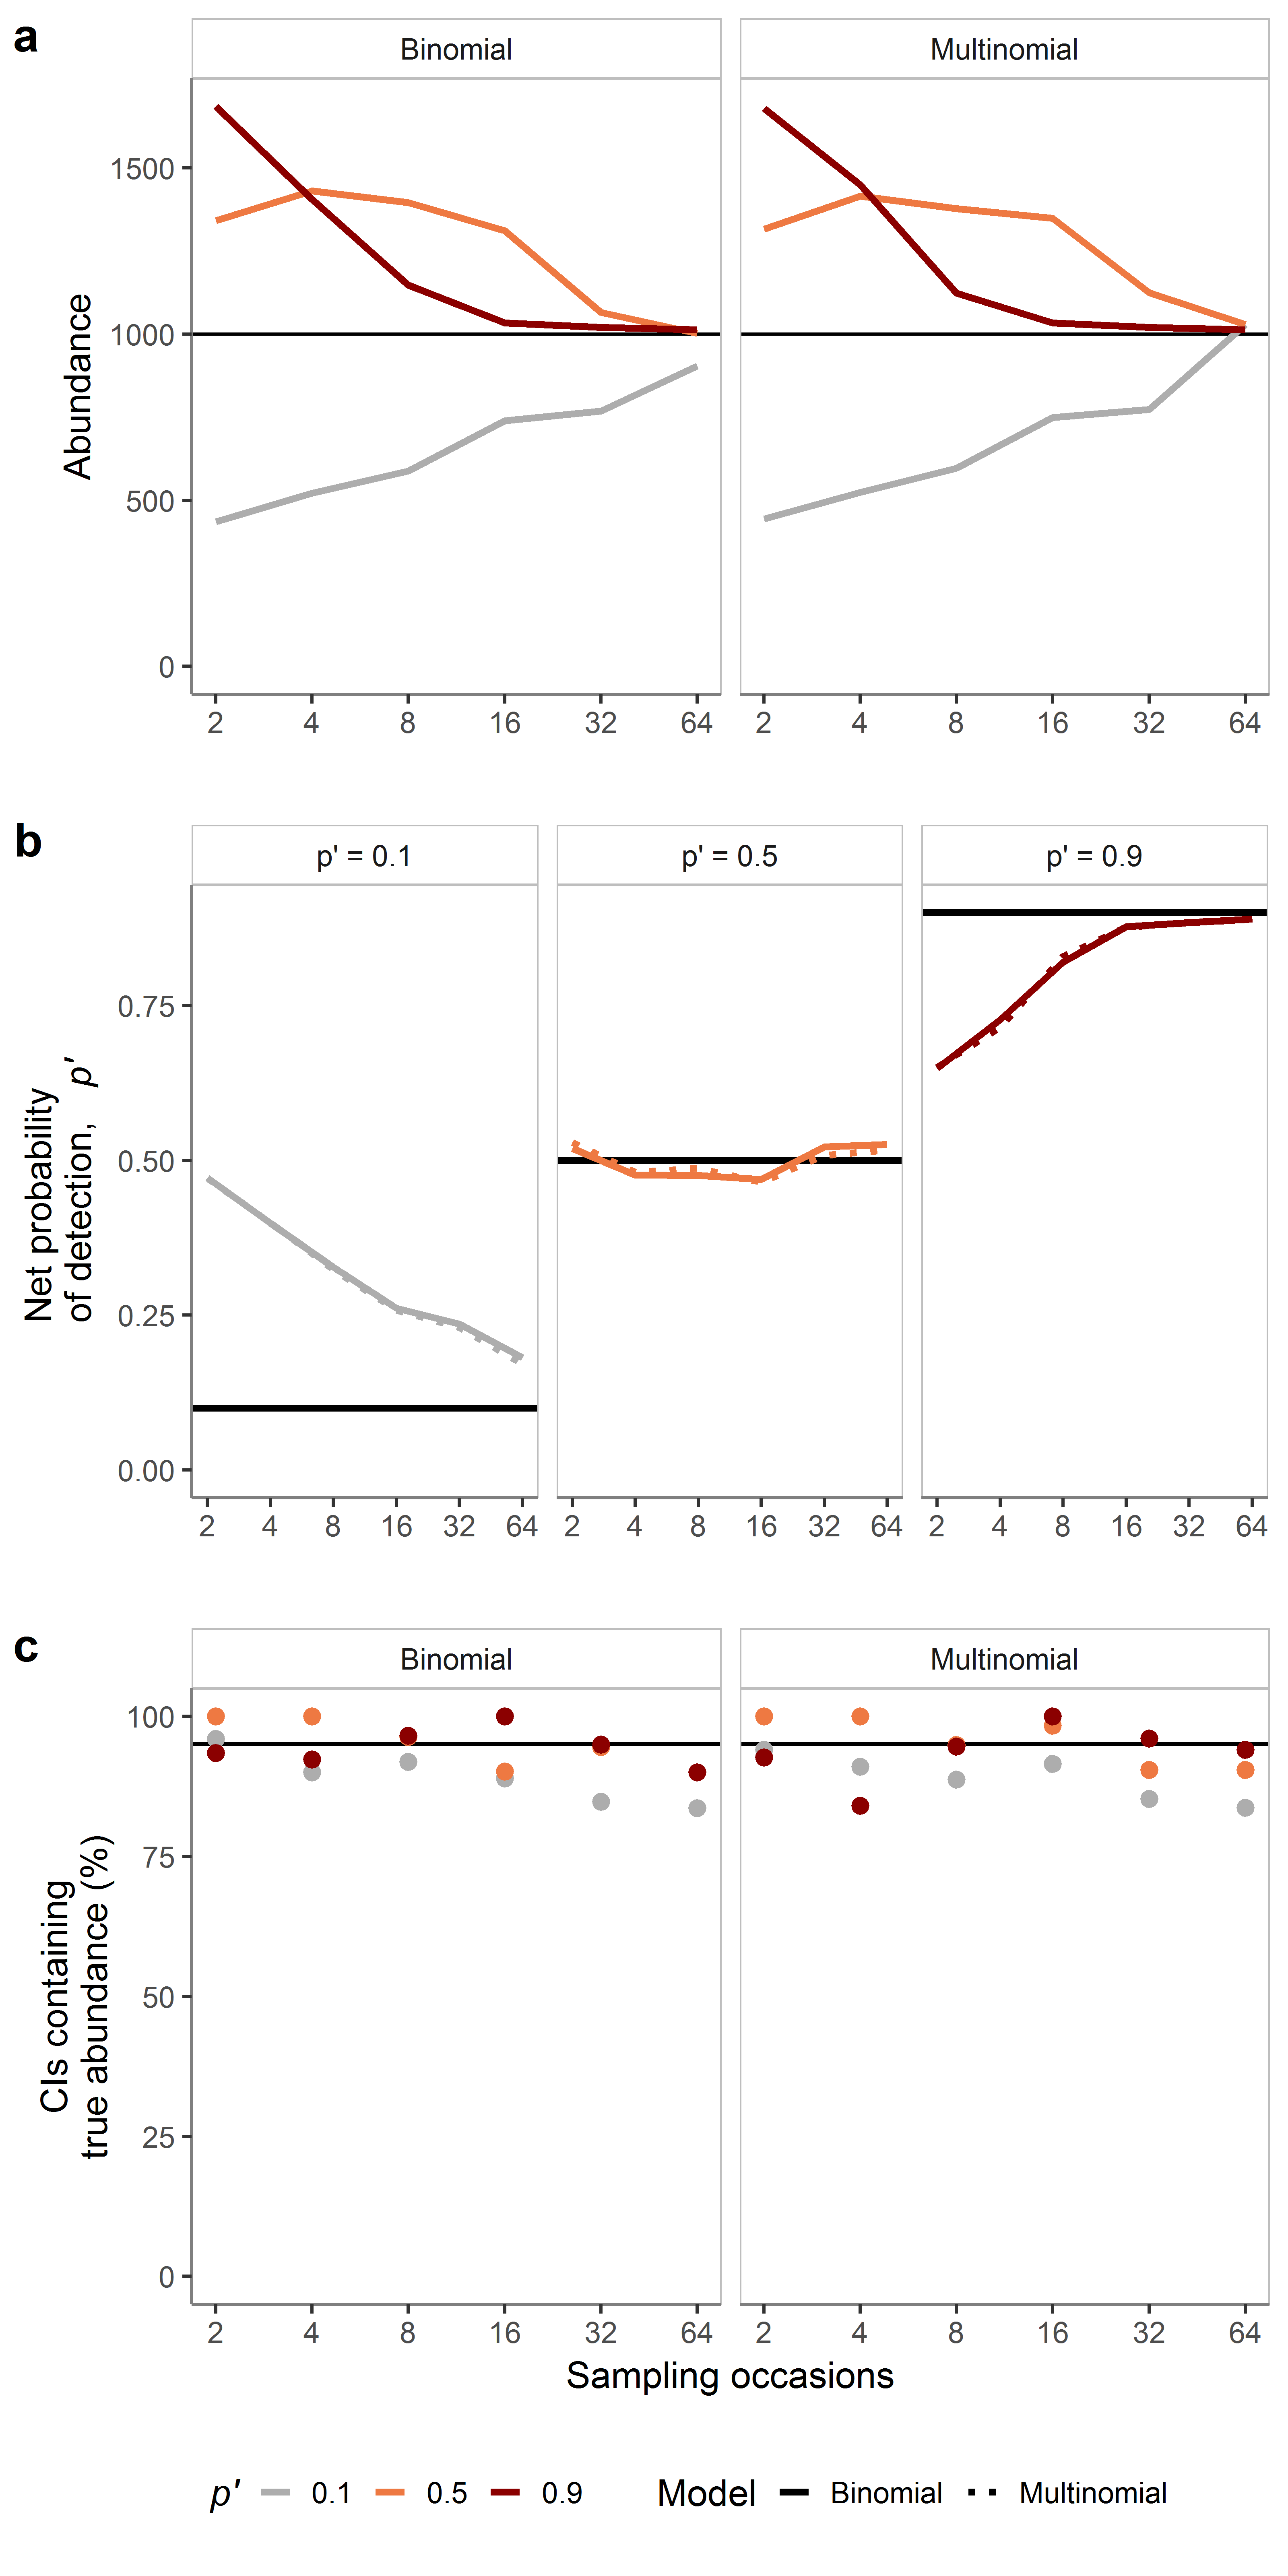 a
Binomial
Multinomial
Abundance
1500
1000
500
0
2 4 8 16 32 64
2 4 8 16 32 64
b
p' = 0.1
p' = 0.5
p' = 0.9
Net probability
of detection, p'
0.75
0.50
0.25
0.00
2 4 8 16 32 64
2 4 8 16 32 64
2 4 8 16 32 64
c
Binomial
Multinomial
CIs containing
true abundance (%)
100
75
50
25
0
2 4 8 16 32 64
2 4 8 16 32 64
Sampling occasions
p' 0.1 0.5 0.9 Model Binomial Multinomial